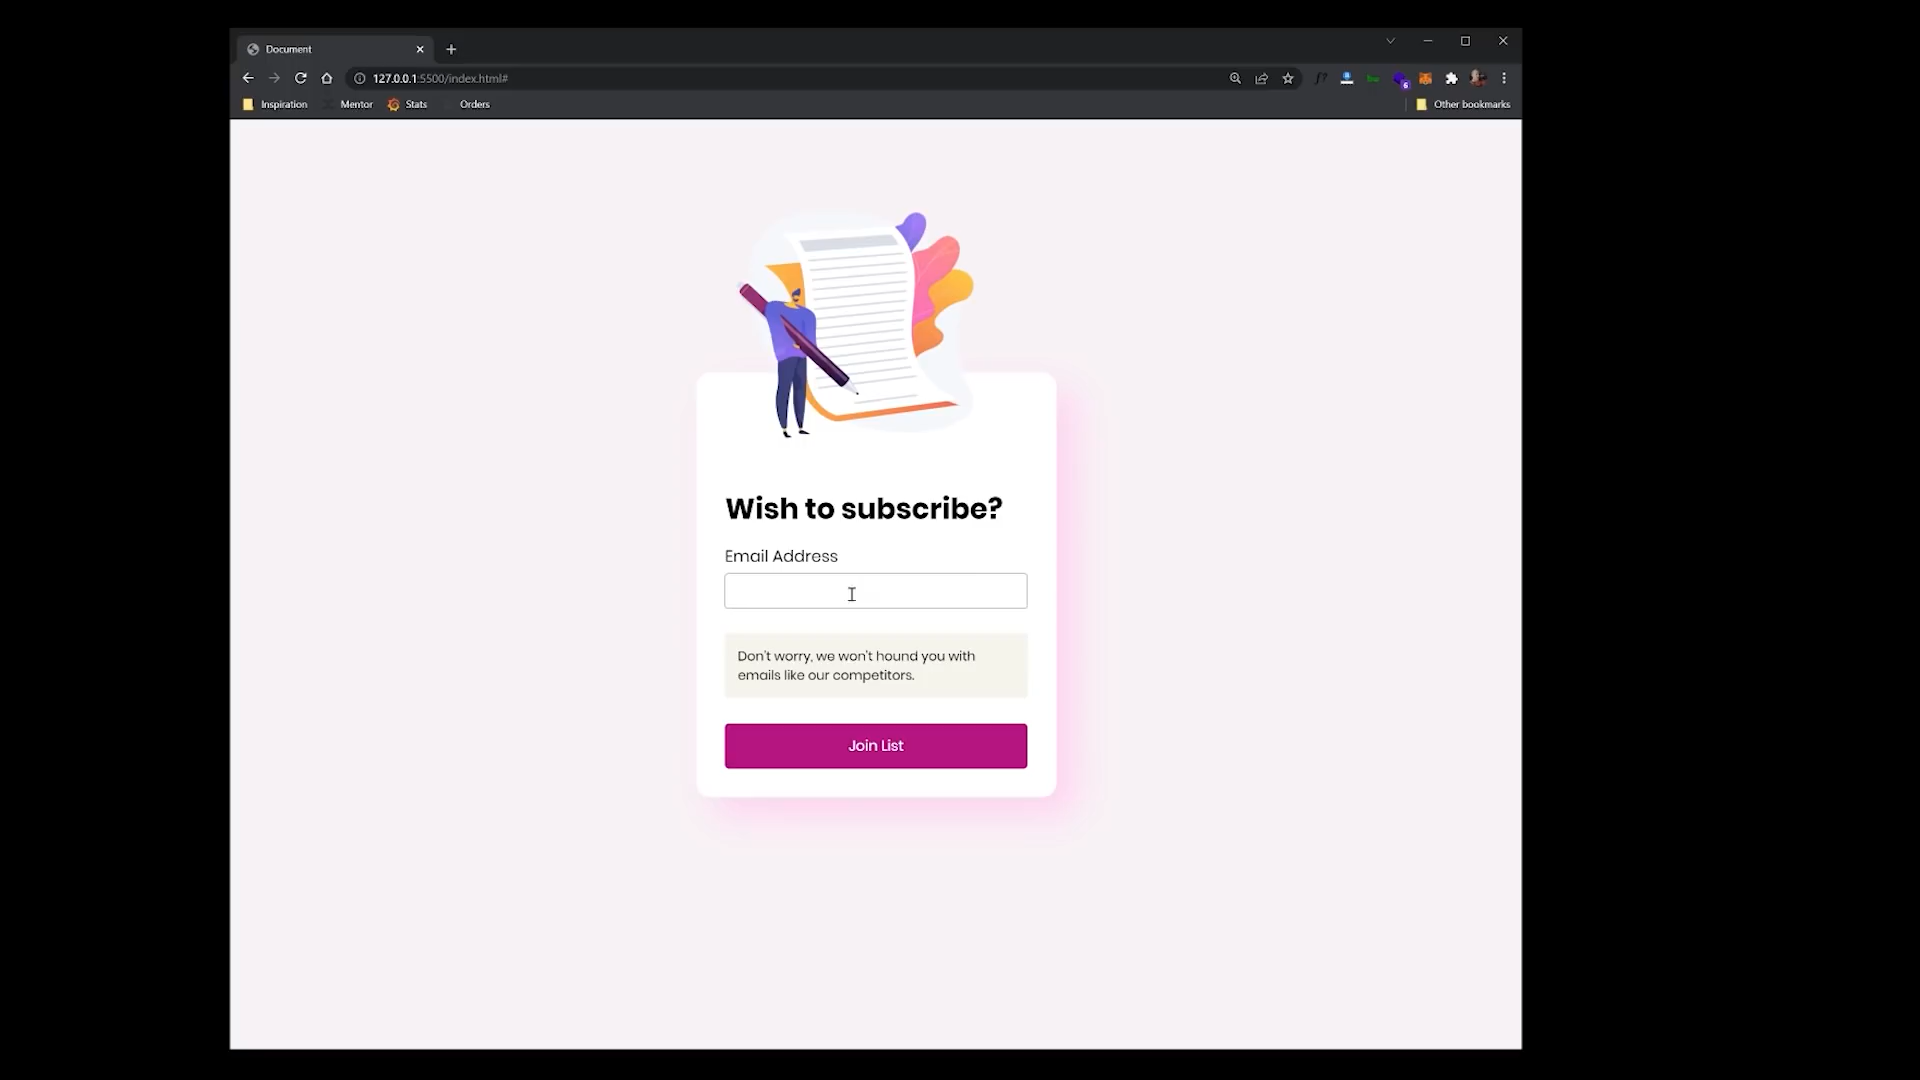 Document
127.0.0.1:5500/index.html#
Inspiration
Mentor
Stats
Orders
Other bookmarks
6
Wish to subscribe?
Email Address
Don't worry, we won't hound you with
emails like our competitors.
Join List